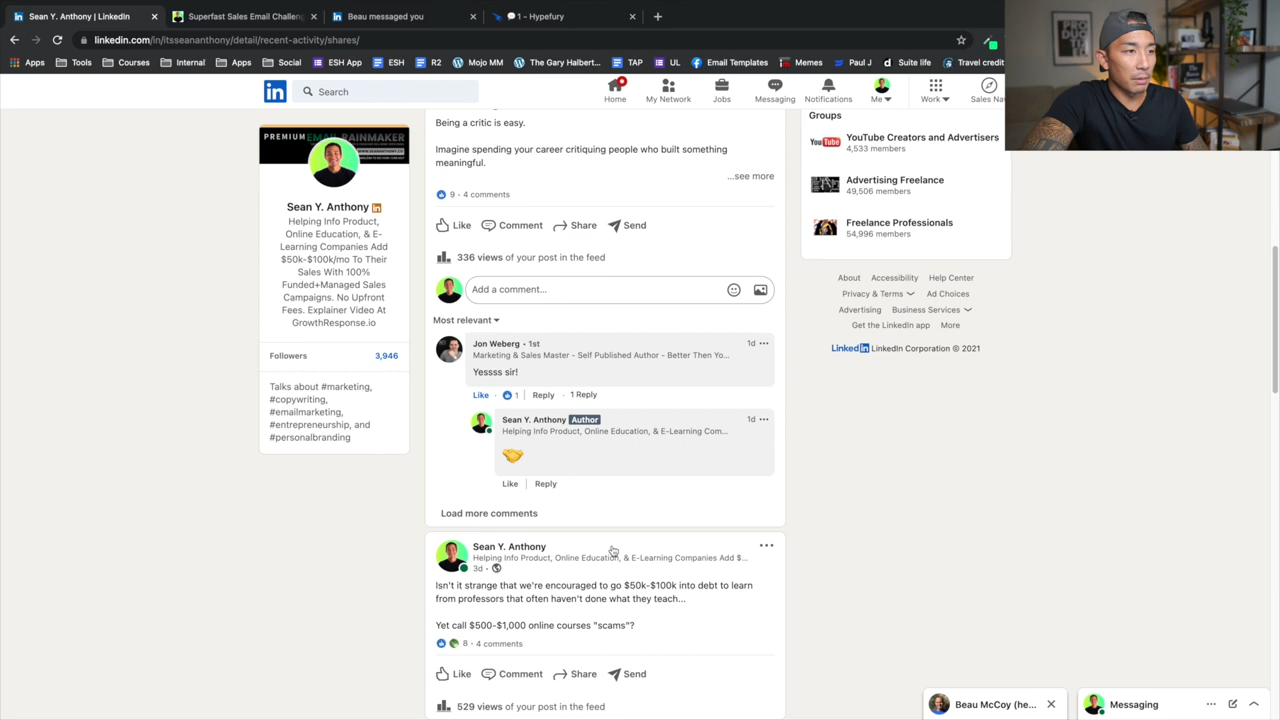 Sean Y. Anthony | LinkedIn
Superfast Sales Email Challeng
Beau messaged you
1 - Hypefury
linkedin.com/in/itsseananthony/detail/recent-activity/shares/
Apps
Tools
Courses
Internal
Apps
Social
ESH App
ESH
R2
Mojo MM
The Gary Halbert...
TAP
UL
Email Templates
Memes
Paul J
Suite life
Travel credit
in
Search
Home
My Network
Jobs
Messaging
Notifications
Me
Work
Sales Na
PREMIUM EMAIL RAINMAKER
Sean Y. Anthony
Helping Info Product,
Online Education, & E-
Learning Companies Add
$50k-$100k/mo To Their
Sales With 100%
Funded+Managed Sales
Campaigns. No Upfront
Fees. Explainer Video At
GrowthResponse.io
Followers 3,946
Talks about #marketing,
#copywriting,
#emailmarketing,
#entrepreneurship, and
#personalbranding
Being a critic is easy.
Imagine spending your career critiquing people who built something
meaningful.
...see more
9 · 4 comments
Like Comment Share Send
336 views of your post in the feed
Add a comment...
Most relevant
Jon Weberg • 1st 1d
Marketing & Sales Master - Self Published Author - Better Then Yo...
Yessss sir!
Like · 1 | Reply · 1 Reply
Sean Y. Anthony Author 1d
Helping Info Product, Online Education, & E-Learning Com...
Like | Reply
Load more comments
Sean Y. Anthony
Helping Info Product, Online Education, & E-Learning Companies Add $...
3d •
Isn't it strange that we're encouraged to go $50k-$100k into debt to learn
from professors that often haven't done what they teach...
Yet call $500-$1,000 online courses "scams"?
8 · 4 comments
Like Comment Share Send
529 views of your post in the feed
Groups
YouTube Creators and Advertisers
4,533 members
Advertising Freelance
49,506 members
Freelance Professionals
54,996 members
About Accessibility Help Center
Privacy & Terms Ad Choices
Advertising Business Services
Get the LinkedIn app More
LinkedIn LinkedIn Corporation © 2021
Beau McCoy (he...
Messaging